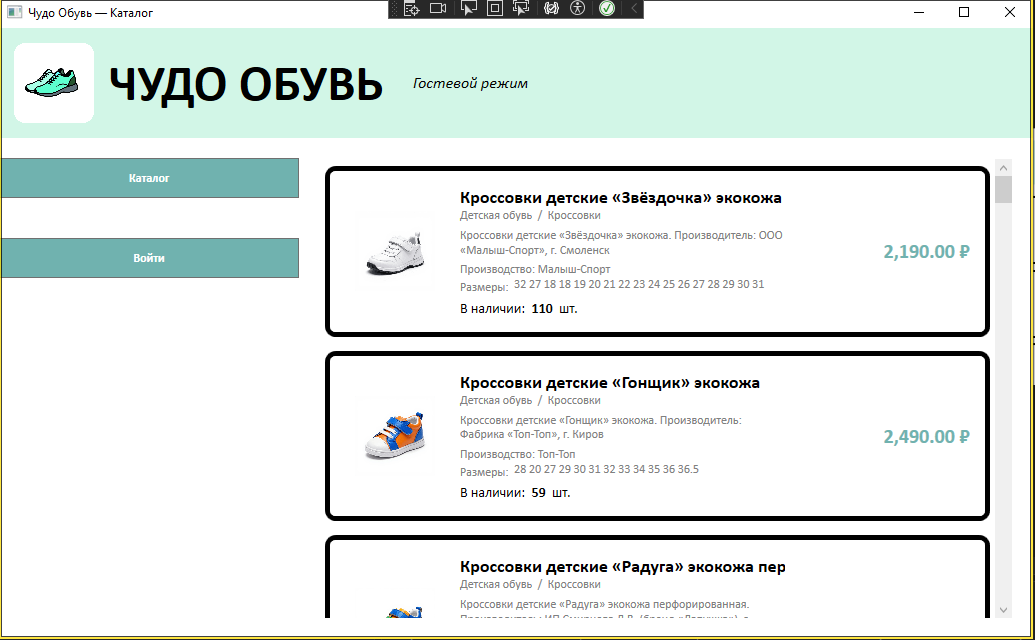 Чудо Обувь — Каталог
ЧУДО ОБУВЬ
Гостевой режим
Каталог
Войти
Кроссовки детские «Звёздочка» экокожа
Детская обувь / Кроссовки
Кроссовки детские «Звёздочка» экокожа. Производитель: ООО
«Малыш-Спорт», г. Смоленск
Производство: Малыш-Спорт
Размеры: 32 27 18 18 19 20 21 22 23 24 25 26 27 28 29 30 31
В наличии: 110 шт.
2,190.00 ₽
Кроссовки детские «Гонщик» экокожа
Детская обувь / Кроссовки
Кроссовки детские «Гонщик» экокожа. Производитель:
Фабрика «Топ-Топ», г. Киров
Производство: Топ-Топ
Размеры: 28 20 27 29 30 31 32 33 34 35 36 36.5
В наличии: 59 шт.
2,490.00 ₽
Кроссовки детские «Радуга» экокожа пер
Детская обувь / Кроссовки
Кроссовки детские «Радуга» экокожа перфорированная.